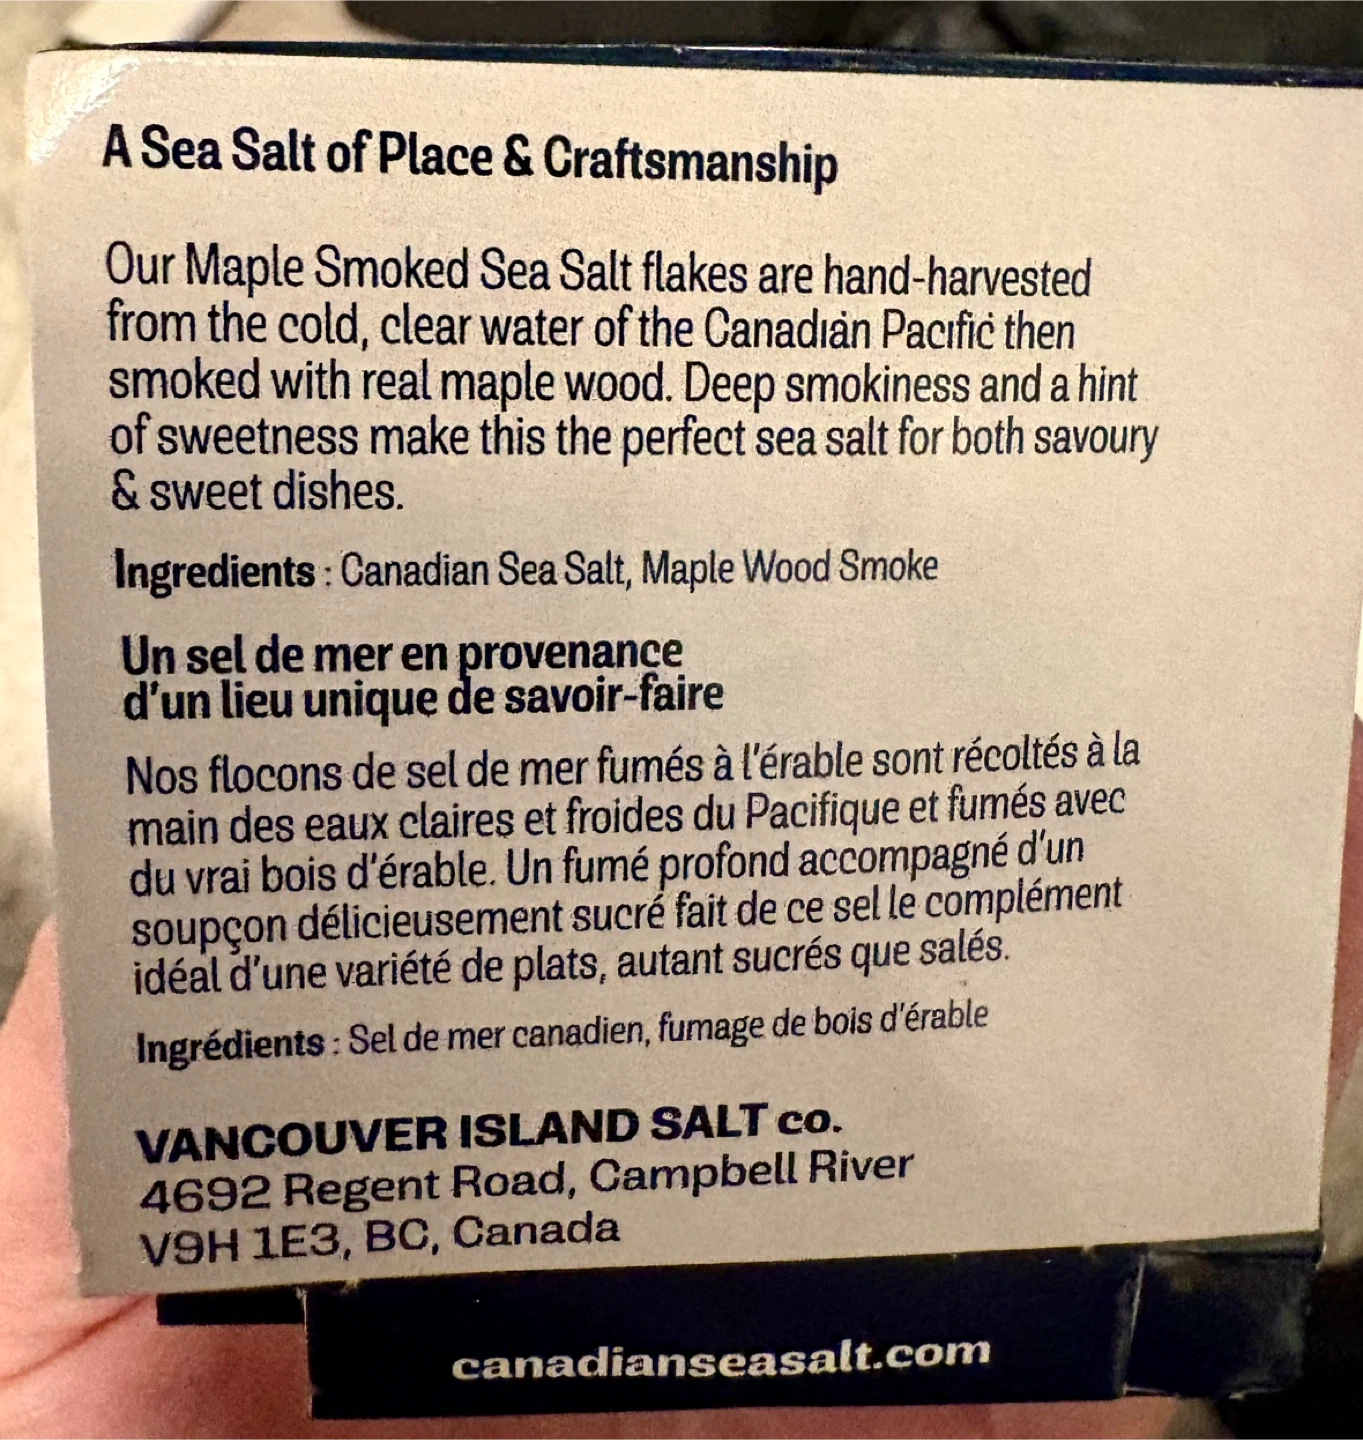 A Sea Salt of Place & Craftsmanship
Our Maple Smoked Sea Salt flakes are hand-harvested
from the cold, clear water of the Canadian Pacific then
smoked with real maple wood. Deep smokiness and a hint
of sweetness make this the perfect sea salt for both savoury
& sweet dishes.
Ingredients : Canadian Sea Salt, Maple Wood Smoke
Un sel de mer en provenance
d'un lieu unique de savoir-faire
Nos flocons de sel de mer fumés à l'érable sont récoltés à la
main des eaux claires et froides du Pacifique et fumés avec
du vrai bois d'érable. Un fumé profond accompagné d'un
soupçon délicieusement sucré fait de ce sel le complément
idéal d'une variété de plats, autant sucrés que salés.
Ingrédients : Sel de mer canadien, fumage de bois d'érable
VANCOUVER ISLAND SALT co.
4692 Regent Road, Campbell River
V9H 1E3, BC, Canada
canadianseasalt.com